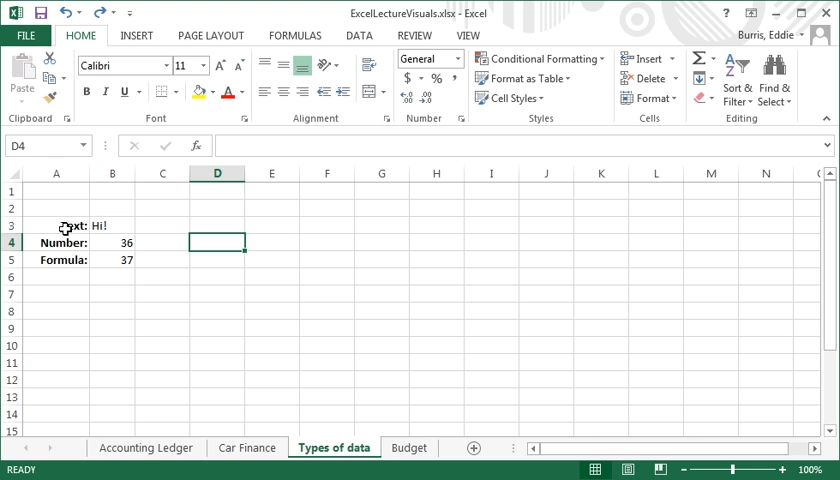 ExcelLectureVisuals.xlsx - Excel
FILE HOME INSERT PAGE LAYOUT FORMULAS DATA REVIEW VIEW Burris, Eddie
Paste
Calibri 11
B I U
General
$ % ,
Conditional Formatting
Format as Table
Cell Styles
Insert
Delete
Format
Sort &
Filter
Find &
Select
Clipboard Font Alignment Number Styles Cells Editing
D4 fx
A B C D E F G H I J K L M N
1
2
3 Hi!
4 Number: 36
5 Formula: 37
6
7
8
9
10
11
12
13
14
15
Accounting Ledger Car Finance Types of data Budget
READY 100%